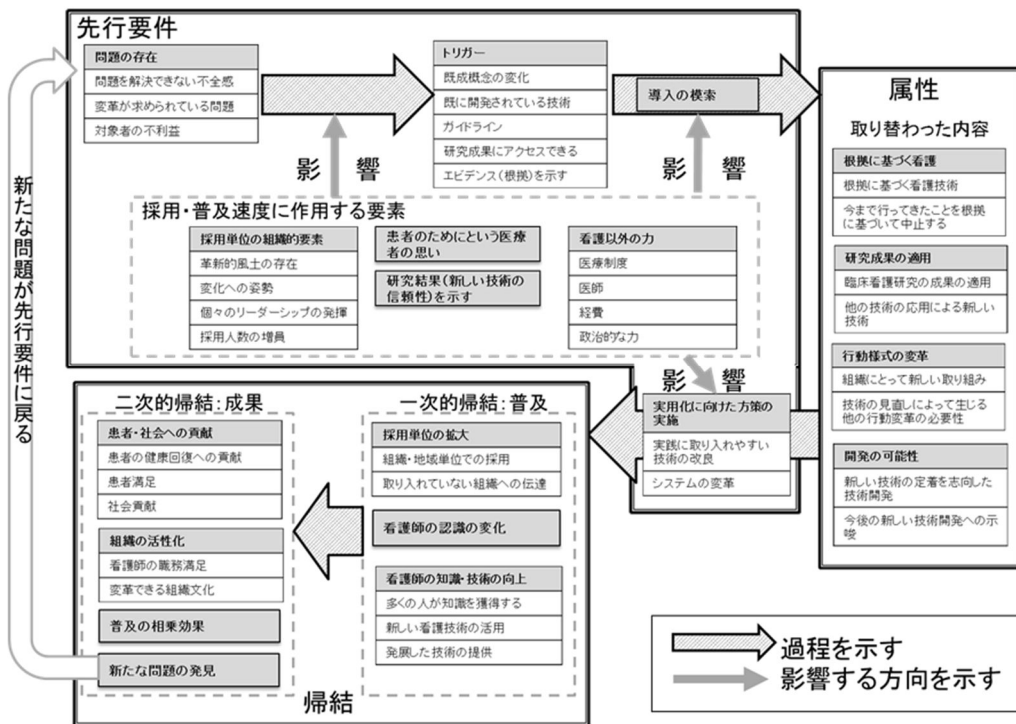 先行要件
問題の存在
問題を解決できない不全感
変革が求められている問題
対象者の不利益
トリガー
既成概念の変化
既に開発されている技術
ガイドライン
研究成果にアクセスできる
エビデンス(根拠)を示す
導入の模索
影 響
影 響
採用・普及速度に作用する要素
採用単位の組織的要素
革新的風土の存在
変化への姿勢
個々のリーダーシップの発揮
採用人数の増員
患者のためにという医療
者の思い
研究結果(新しい技術の
信頼性)を示す
看護以外の力
医療制度
医師
経費
政治的な力
影 響
実用化に向けた方策の
実施
実践に取り入れやすい
技術の改良
システムの変革
属性
取り替わった内容
根拠に基づく看護
根拠に基づく看護技術
今まで行ってきたことを根拠
に基づいて中止する
研究成果の適用
臨床看護研究の成果の適用
他の技術の応用による新しい
技術
行動様式の変革
組織にとって新しい取り組み
技術の見直しによって生じる
他の行動変革の必要性
開発の可能性
新しい技術の定着を志向した
技術開発
今後の新しい技術開発への示
唆
一次的帰結:普及
採用単位の拡大
組織・地域単位での採用
取り入れていない組織への伝達
看護師の認識の変化
看護師の知識・技術の向上
多くの人が知識を獲得する
新しい看護技術の活用
発展した技術の提供
二次的帰結:成果
患者・社会への貢献
患者の健康回復への貢献
患者満足
社会貢献
組織の活性化
看護師の職務満足
変革できる組織文化
普及の相乗効果
新たな問題の発見
帰結
新たな問題が先行要件に戻る
過程を示す
影響する方向を示す